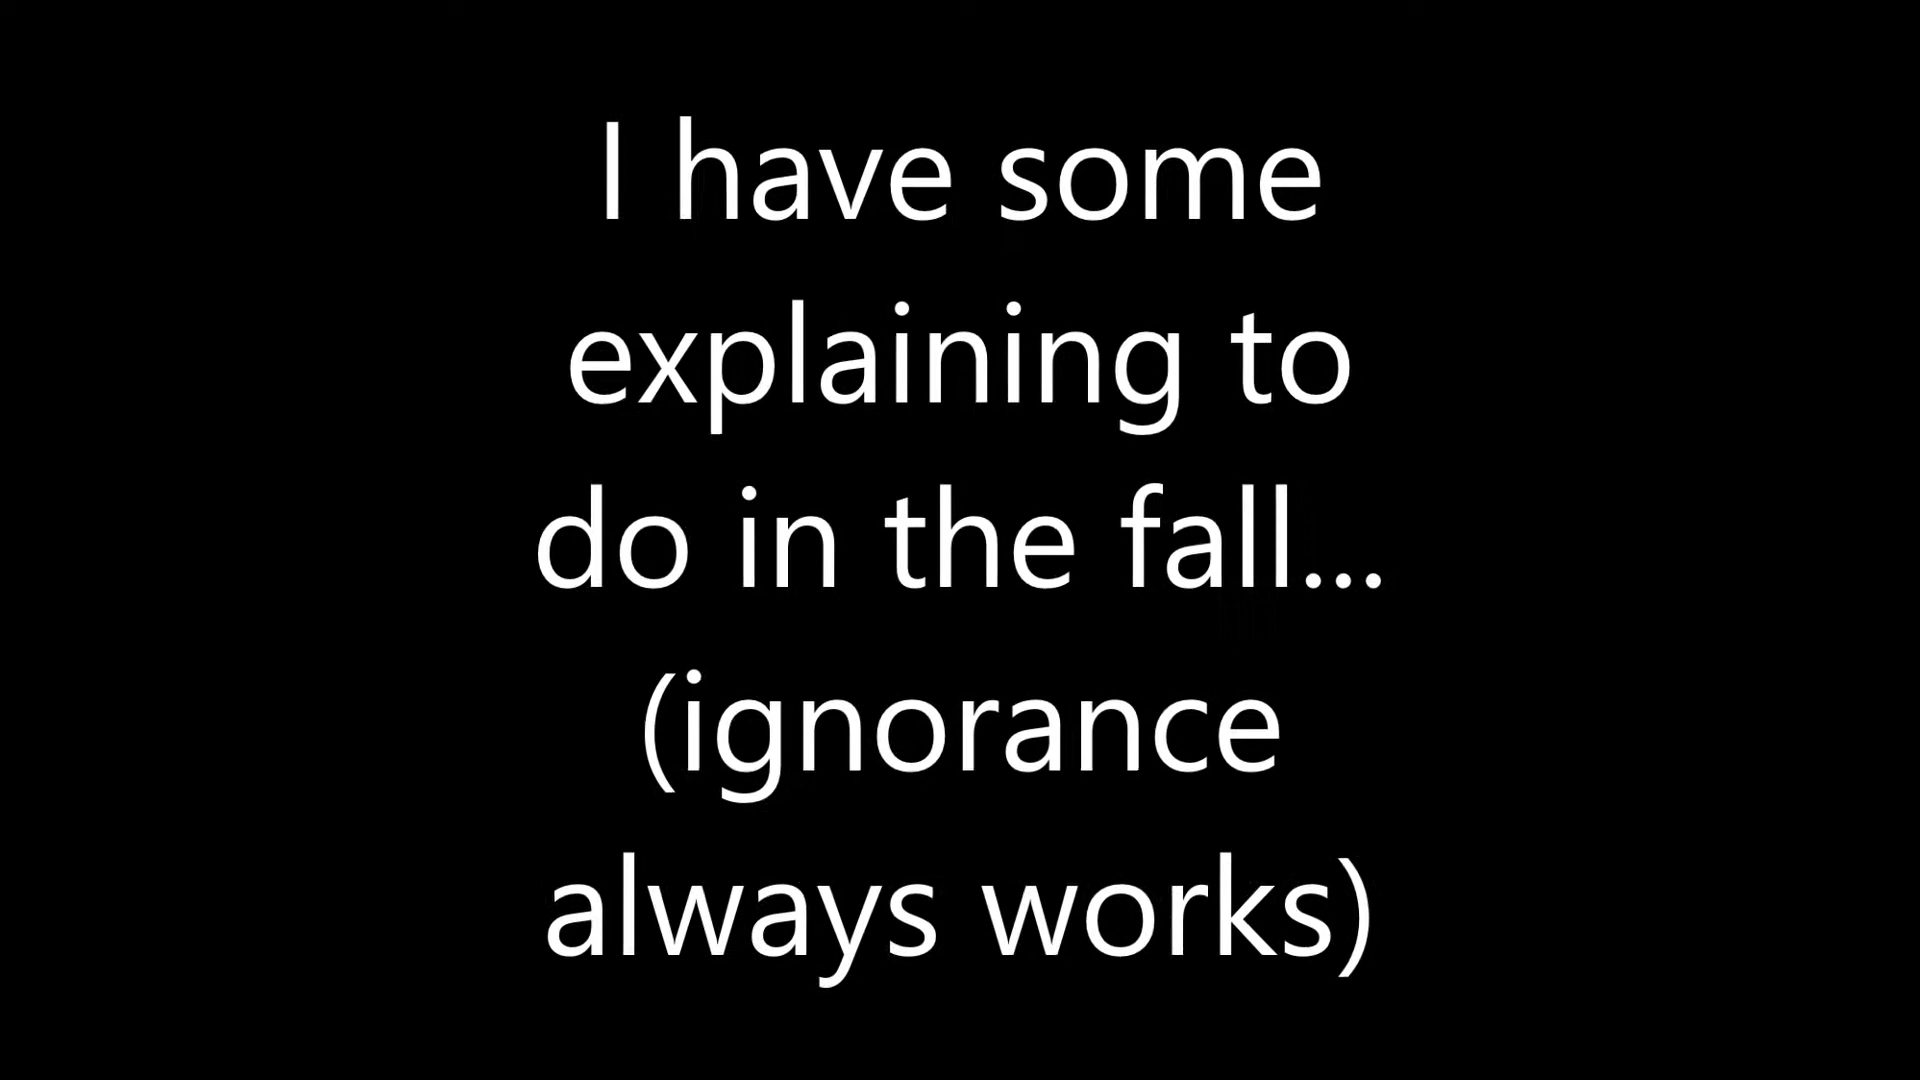 I have some
explaining to
do in the fall...
(ignorance
always works)